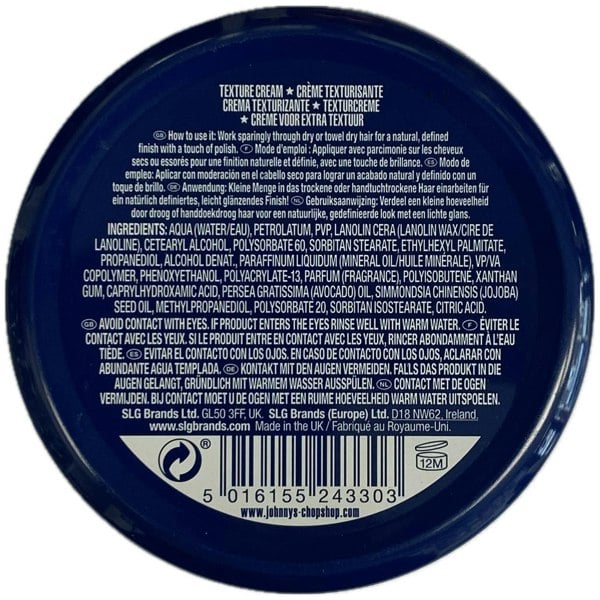 TEXTURE CREAM ★ CRÈME TEXTURISANTE
CREMA TEXTURIZANTE ★ TEXTURCREME
★ CRÈME VOOR EXTRA TEXTUUR
GB How to use it: Work sparingly through dry or towel dry hair for a natural, defined
finish with a touch of polish. F Mode d'emploi : Appliquer avec parcimonie sur les cheveux
secs ou essorés pour une finition naturelle et définie, avec une touche de brillance. ES Modo de
empleo: Aplicar con moderación en el cabello seco para lograr un acabado natural y definido con un
toque de brillo. DE Anwendung: Kleine Menge in das trockene oder handtuchtrockene Haar einarbeiten für
ein natürlich definiertes, leicht glänzendes Finish! NL Gebruiksaanwijzing: Verdeel een kleine hoeveelheid
door droog of handdoekdroog haar voor een natuurlijke, gedefinieerde look met een lichte glans.
INGREDIENTS: AQUA (WATER/EAU), PETROLATUM, PVP, LANOLIN CERA (LANOLIN WAX/CIRE DE
LANOLINE), CETEARYL ALCOHOL, POLYSORBATE 60, SORBITAN STEARATE, ETHYLHEXYL PALMITATE,
PROPANEDIOL, ALCOHOL DENAT., PARAFFINUM LIQUIDUM (MINERAL OIL/HUILE MINÉRALE), VP/VA
COPOLYMER, PHENOXYETHANOL, POLYACRYLATE-13, PARFUM (FRAGRANCE), POLYISOBUTENE, XANTHAN
GUM, CAPRYLHYDROXAMIC ACID, PERSEA GRATISSIMA (AVOCADO) OIL, SIMMONDSIA CHINENSIS (JOJOBA)
SEED OIL, METHYLPROPANEDIOL, POLYSORBATE 20, SORBITAN ISOSTEARATE, CITRIC ACID.
GB AVOID CONTACT WITH EYES. IF PRODUCT ENTERS THE EYES RINSE WELL WITH WARM WATER. F ÉVITER LE
CONTACT AVEC LES YEUX. SI LE PRODUIT ENTRE EN CONTACT AVEC LES YEUX, RINCER ABONDAMMENT À L'EAU
TIÈDE. ES EVITAR EL CONTACTO CON LOS OJOS. EN CASO DE CONTACTO CON LOS OJOS, ACLARAR CON
ABUNDANTE AGUA TEMPLADA. DE KONTAKT MIT DEN AUGEN VERMEIDEN. FALLS DAS PRODUKT IN DIE
AUGEN GELANGT, GRÜNDLICH MIT WARMEM WASSER AUSSPÜLEN. NL CONTACT MET DE OGEN
VERMIJDEN. BIJ CONTACT MOET U DE OGEN MET EEN RUIME HOEVEELHEID WARM WATER UITSPOELEN.
SLG Brands Ltd. GL50 3FF, UK. SLG Brands (Europe) Ltd. D18 NW62, Ireland.
www.slgbrands.com Made in the UK / Fabriqué au Royaume-Uni.
®
12M
5 016155 243303
www.johnnys-chopshop.com